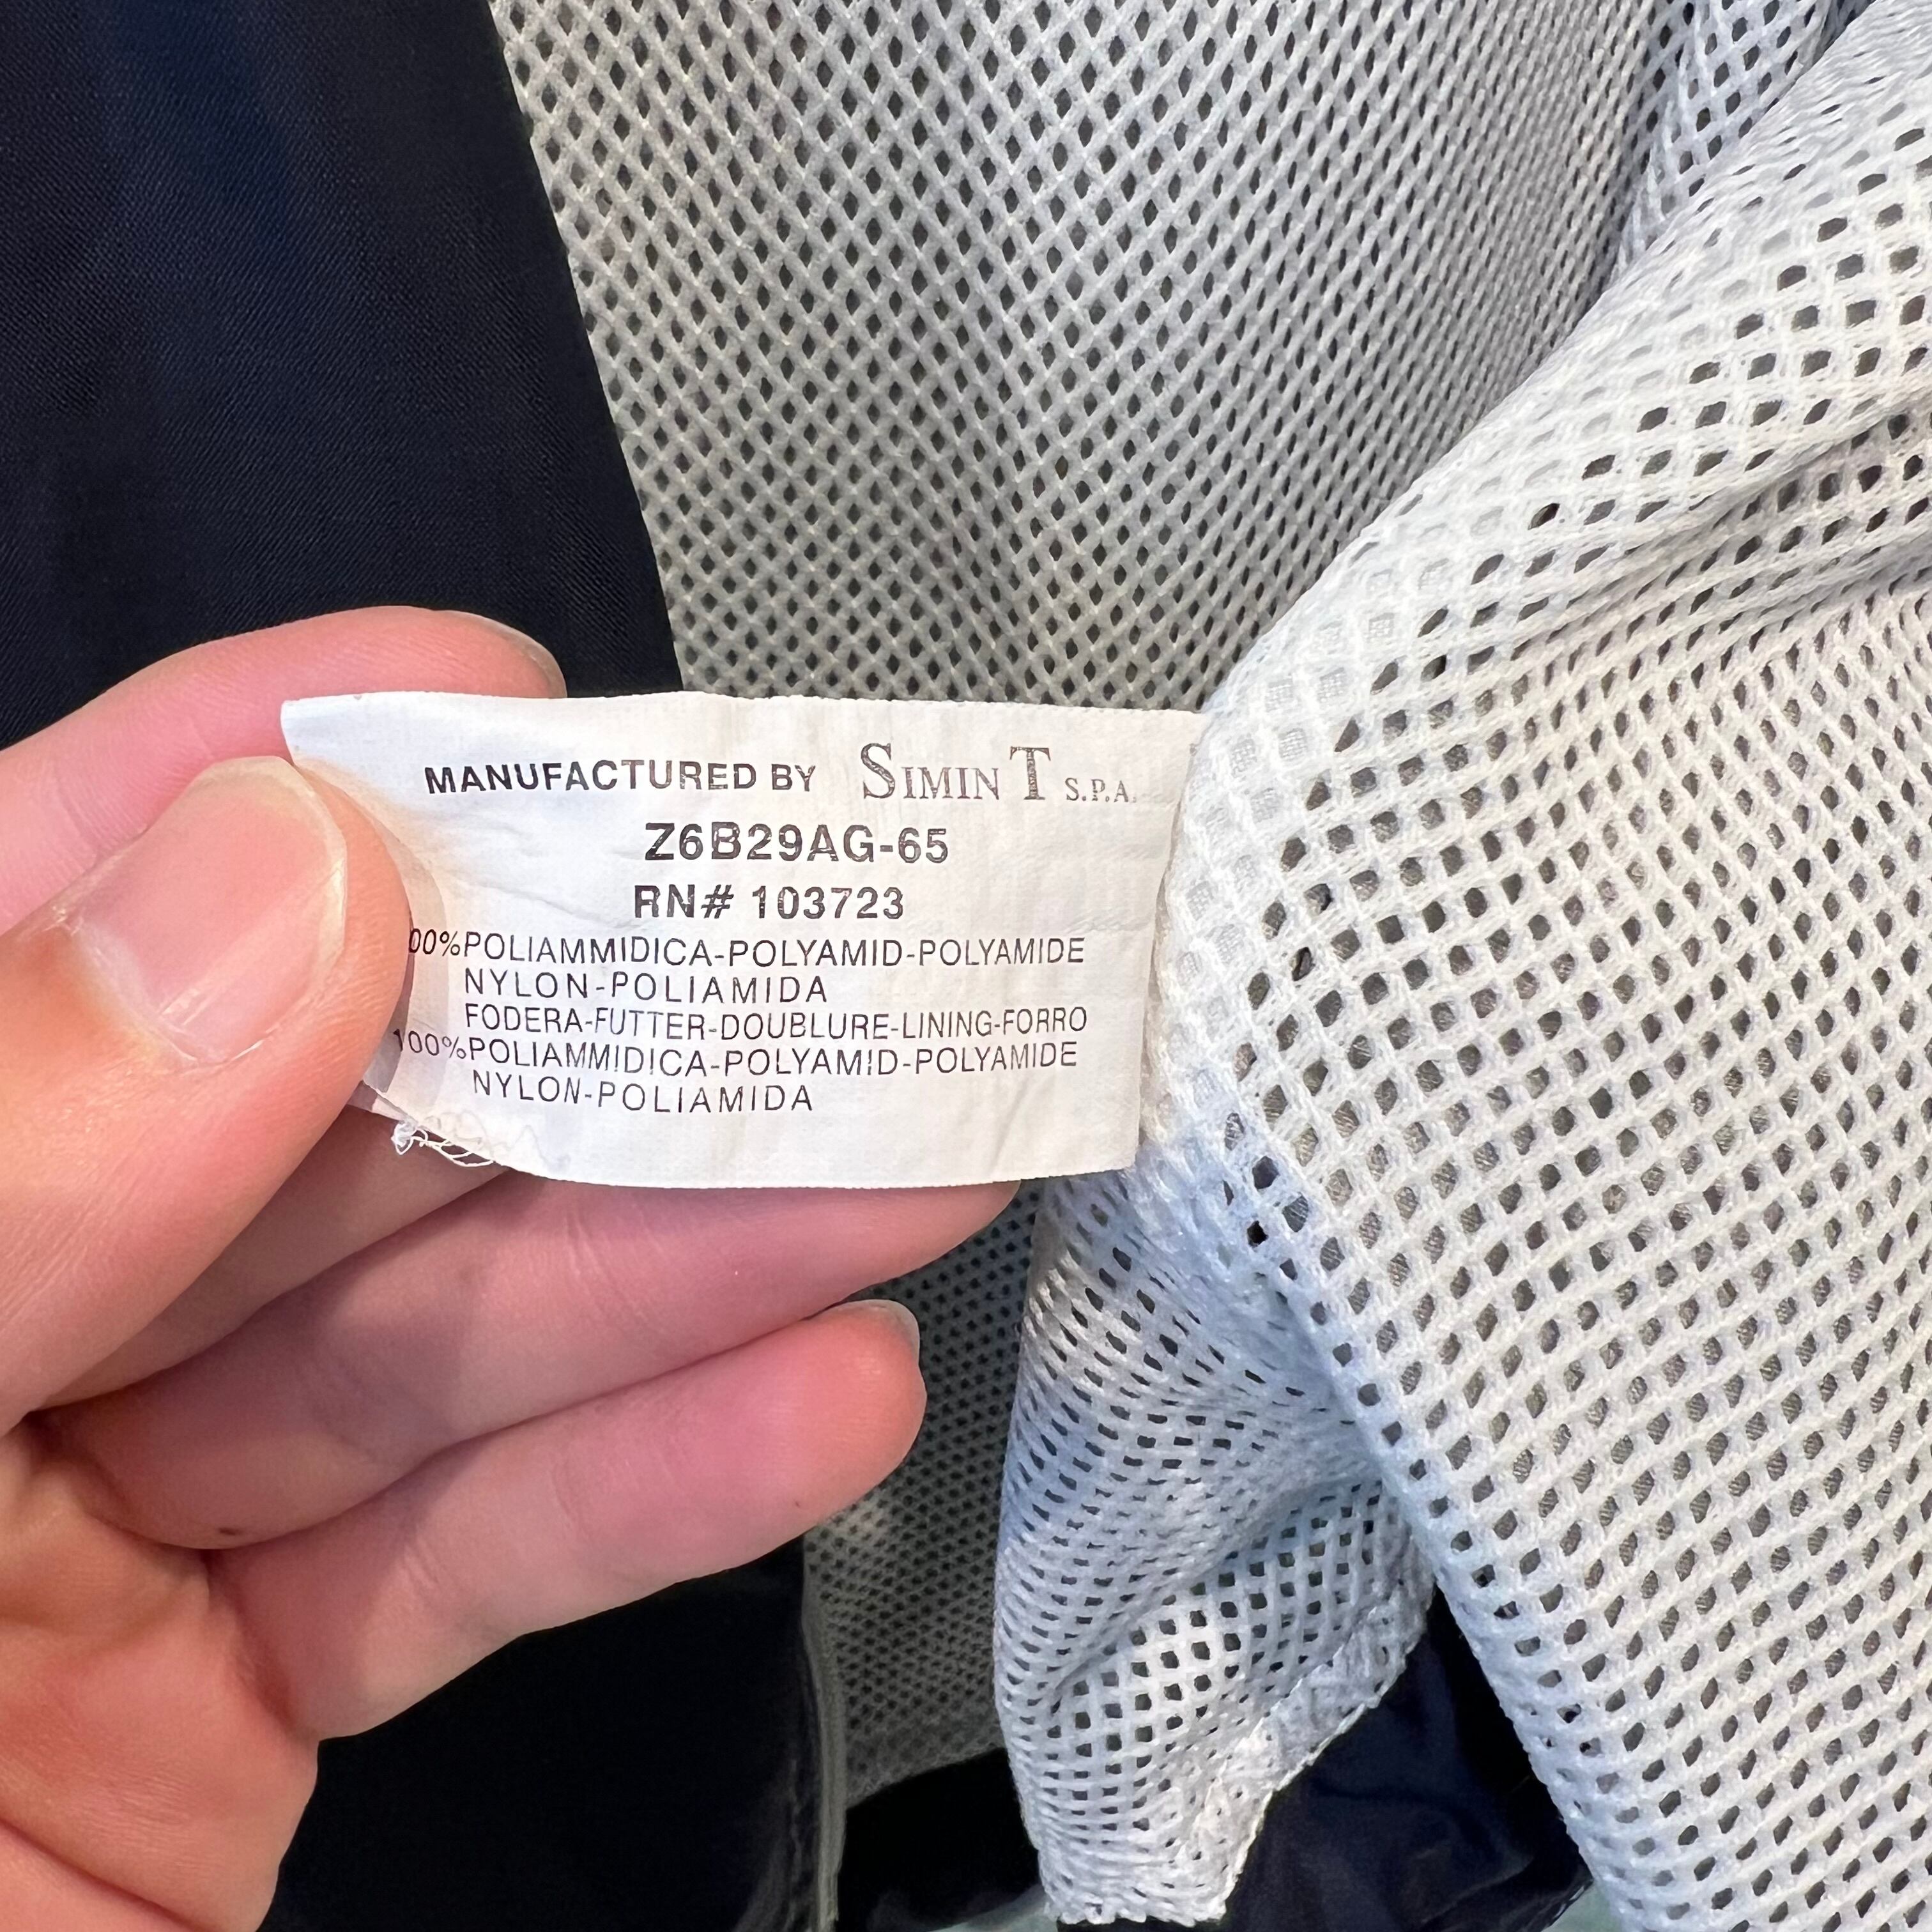 MANUFACTURED BY SIMINT S.P.A.
Z6B29AG-65
RN# 103723
00%POLIAMMIDICA-POLYAMID-POLYAMIDE
NYLON-POLIAMIDA
FODERA-FUTTER-DOUBLURE-LINING-FORRO
100%POLIAMMIDICA-POLYAMID-POLYAMIDE
NYLON-POLIAMIDA